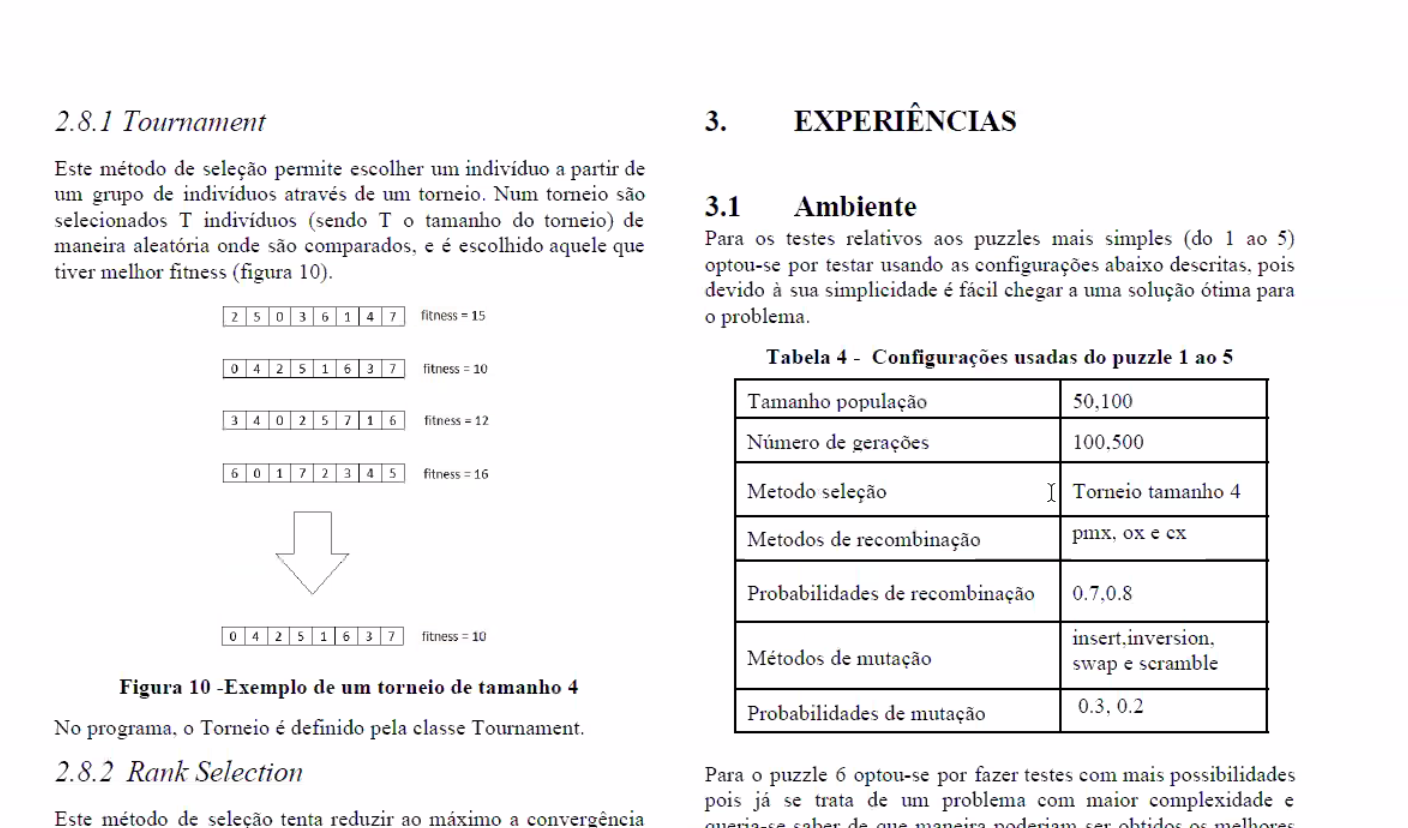 2.8.1 Tournament
Este método de seleção permite escolher um indivíduo a partir de
um grupo de indivíduos através de um torneio. Num torneio são
selecionados T indivíduos (sendo T o tamanho do torneio) de
maneira aleatória onde são comparados, e é escolhido aquele que
tiver melhor fitness (figura 10).
2 5 0 3 6 1 4 7 fitness = 15
0 4 2 5 1 6 3 7 fitness = 10
3 4 0 2 5 7 1 6 fitness = 12
6 0 1 7 2 3 4 5 fitness = 16
0 4 2 5 1 6 3 7 fitness = 10
Figura 10 -Exemplo de um torneio de tamanho 4
No programa, o Torneio é definido pela classe Tournament.
2.8.2 Rank Selection
Este método de seleção tenta reduzir ao máximo a convergência
3. EXPERIÊNCIAS
3.1 Ambiente
Para os testes relativos aos puzzles mais simples (do 1 ao 5)
optou-se por testar usando as configurações abaixo descritas, pois
devido à sua simplicidade é fácil chegar a uma solução ótima para
o problema.
Tabela 4 - Configurações usadas do puzzle 1 ao 5
Tamanho população 50,100
Número de gerações 100,500
Metodo seleção Torneio tamanho 4
Metodos de recombinação pmx, ox e cx
Probabilidades de recombinação 0.7,0.8
Métodos de mutação insert,inversion,
swap e scramble
Probabilidades de mutação 0.3, 0.2
Para o puzzle 6 optou-se por fazer testes com mais possibilidades
pois já se trata de um problema com maior complexidade e
queria-se saber de que maneira poderiam ser obtidos os melhores